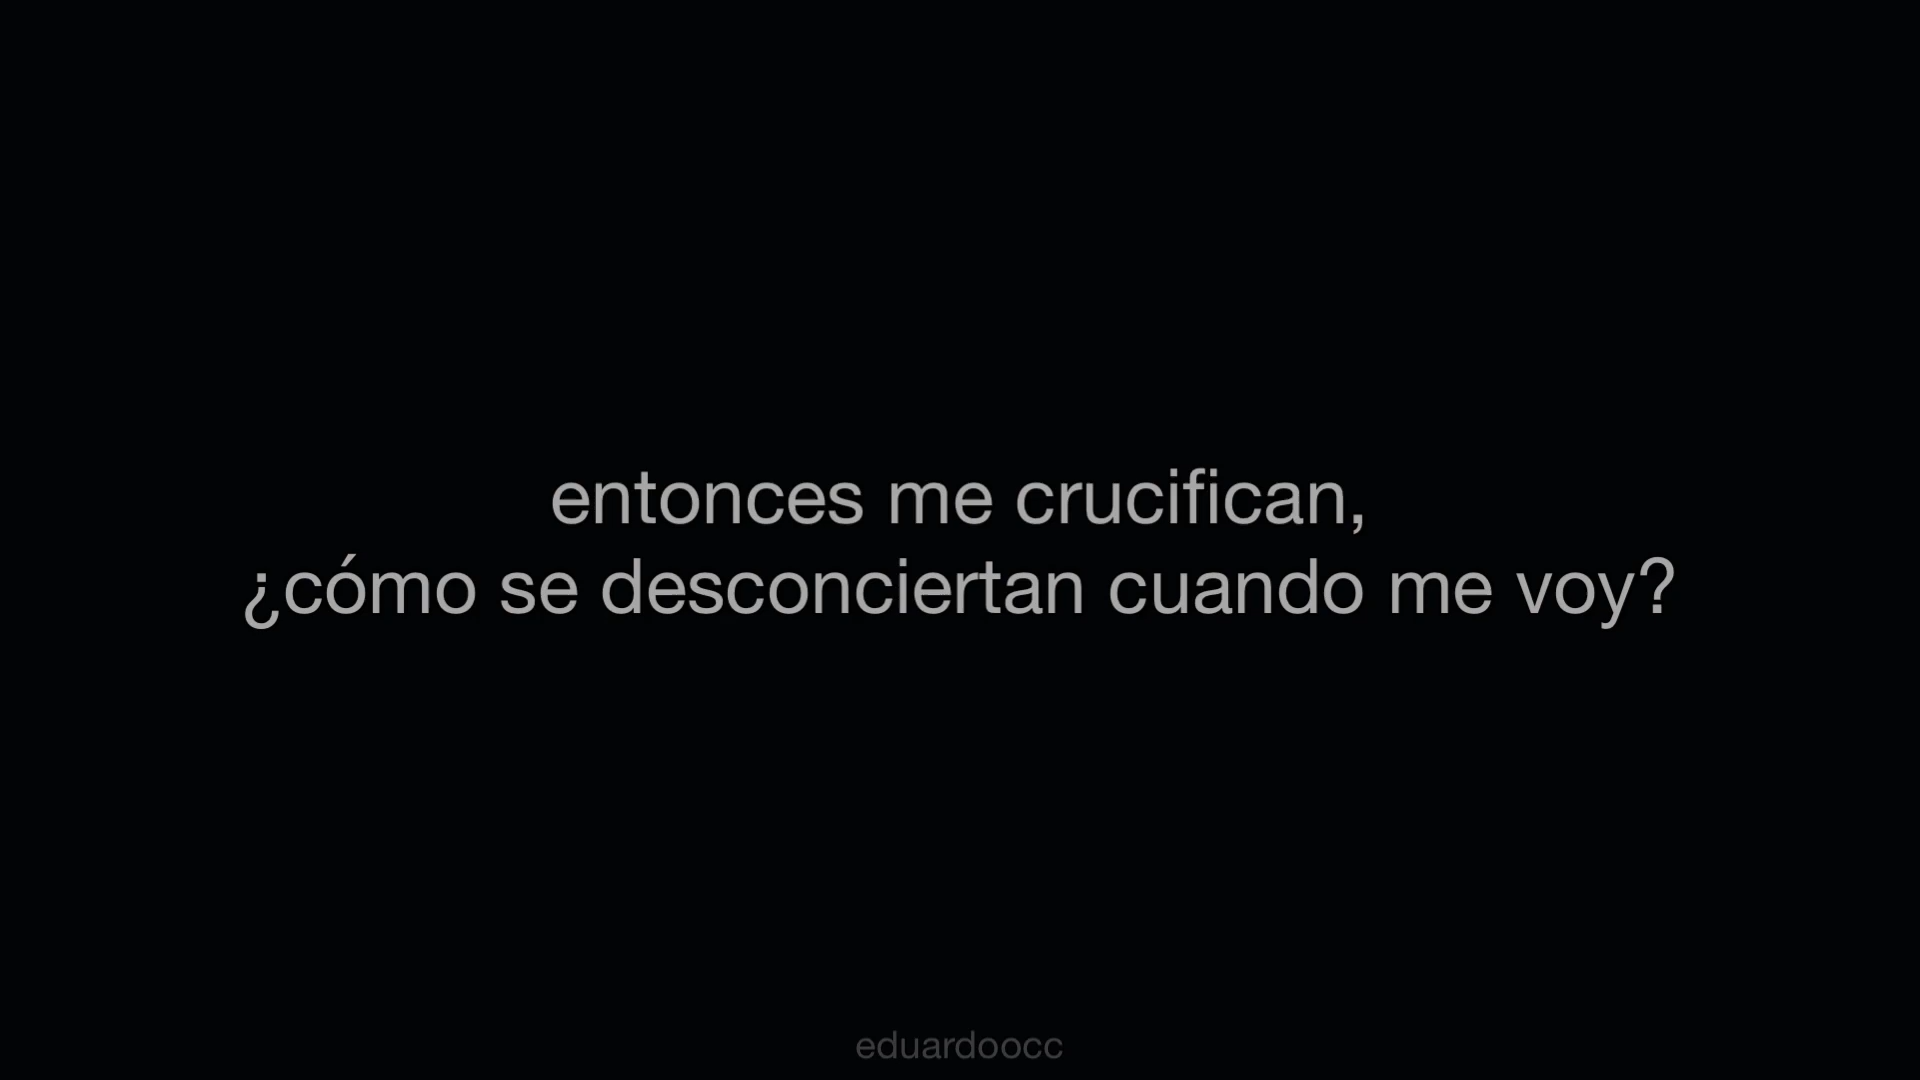 entonces me crucifican,
¿cómo se desconciertan cuando me voy?
eduardoocc